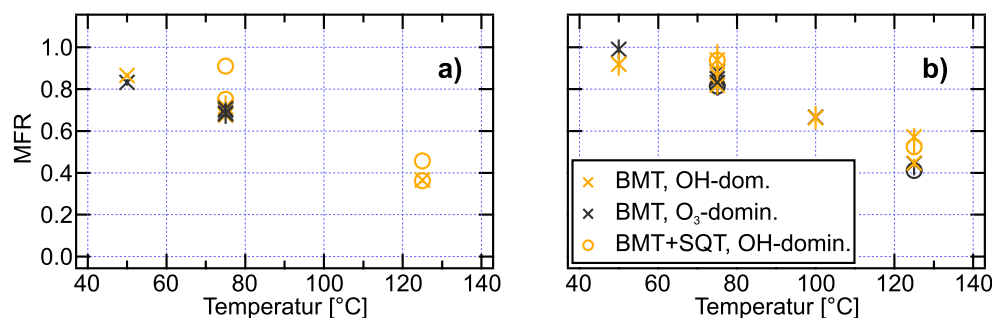 a)
b)
MFR
1.0
0.8
0.6
0.4
0.2
0.0
BMT, OH-dom.
BMT, O₃-domin.
BMT+SQT, OH-domin.
40 60 80 100 120 140
40 60 80 100 120 140
Temperatur [°C]
Temperatur [°C]